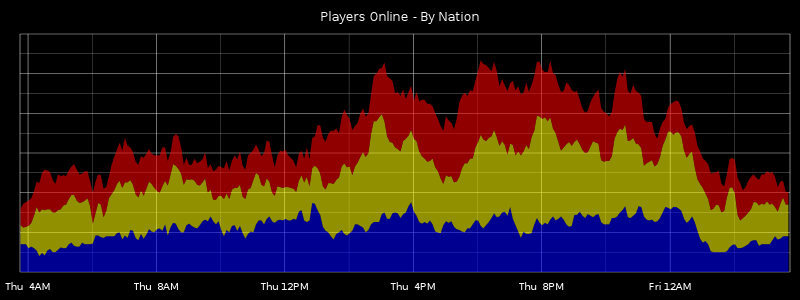 Players Online - By Nation
Thu 4AM
Thu 8AM
Thu 12PM
Thu 4PM
Thu 8PM
Fri 12AM